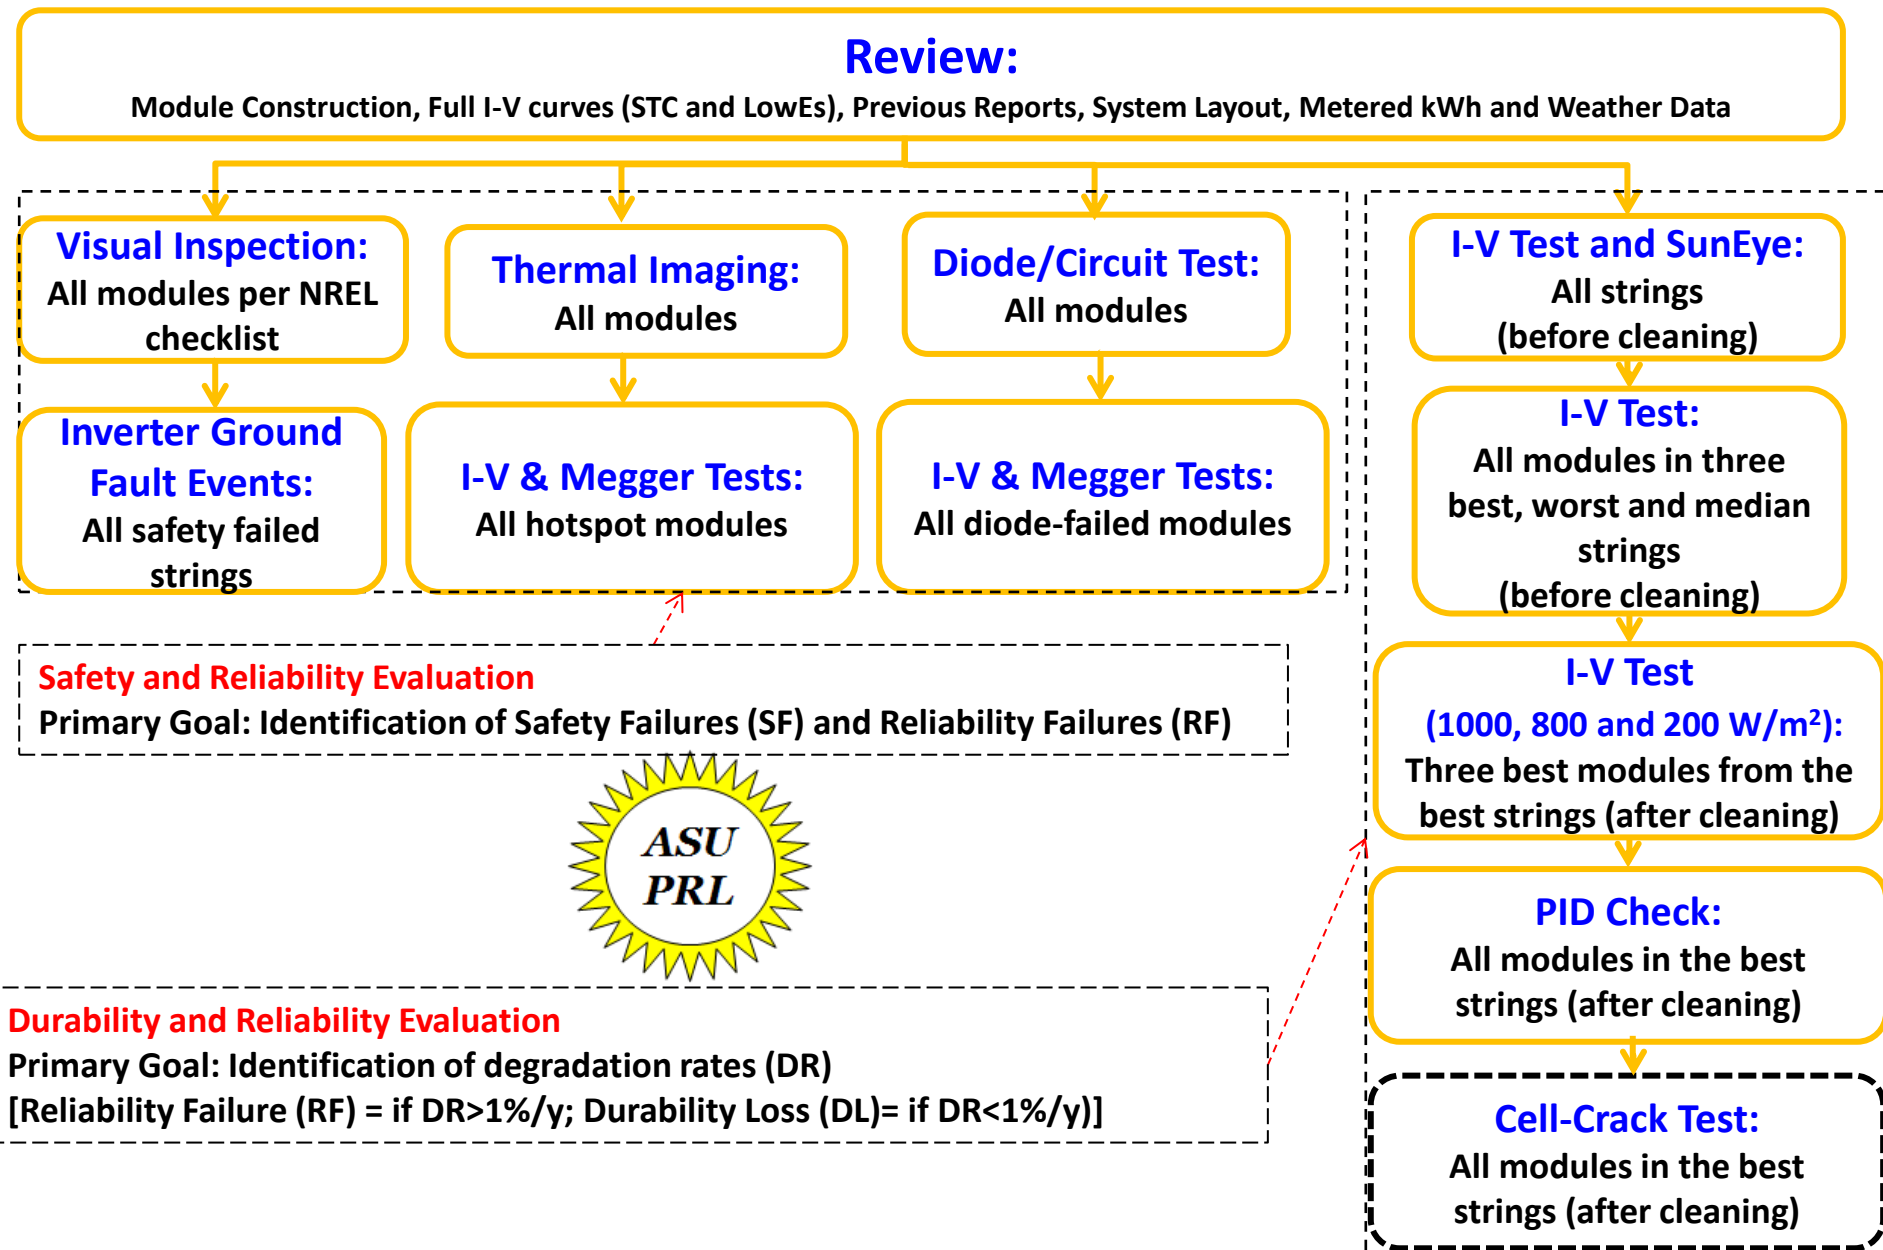 Review:
Module Construction, Full I-V curves (STC and LowEs), Previous Reports, System Layout, Metered kWh and Weather Data
Visual Inspection:
All modules per NREL
checklist
Thermal Imaging:
All modules
Diode/Circuit Test:
All modules
I-V Test and SunEye:
All strings
(before cleaning)
Inverter Ground
Fault Events:
All safety failed
strings
I-V & Megger Tests:
All hotspot modules
I-V & Megger Tests:
All diode-failed modules
I-V Test:
All modules in three
best, worst and median
strings
(before cleaning)
Safety and Reliability Evaluation
Primary Goal: Identification of Safety Failures (SF) and Reliability Failures (RF)
I-V Test
(1000, 800 and 200 W/m²):
Three best modules from the
best strings (after cleaning)
ASU
PRL
PID Check:
All modules in the best
strings (after cleaning)
Durability and Reliability Evaluation
Primary Goal: Identification of degradation rates (DR)
[Reliability Failure (RF) = if DR>1%/y; Durability Loss (DL)= if DR<1%/y)]
Cell-Crack Test:
All modules in the best
strings (after cleaning)